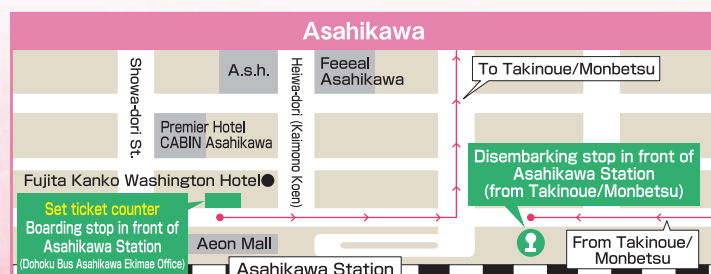 Asahikawa
A.s.h.
Feeeal
Asahikawa
To Takinoue/Monbetsu
Showa-dori St.
Heiwa-dori (Kaimono Koen)
Premier Hotel
CABIN Asahikawa
Fujita Kanko Washington Hotel
Disembarking stop in front of
Asahikawa Station
(from Takinoue/Monbetsu)
Set ticket counter
Boarding stop in front of
Asahikawa Station
(Dohoku Bus Asahikawa Ekimae Office)
Aeon Mall
From Takinoue/
Monbetsu
Asahikawa Station